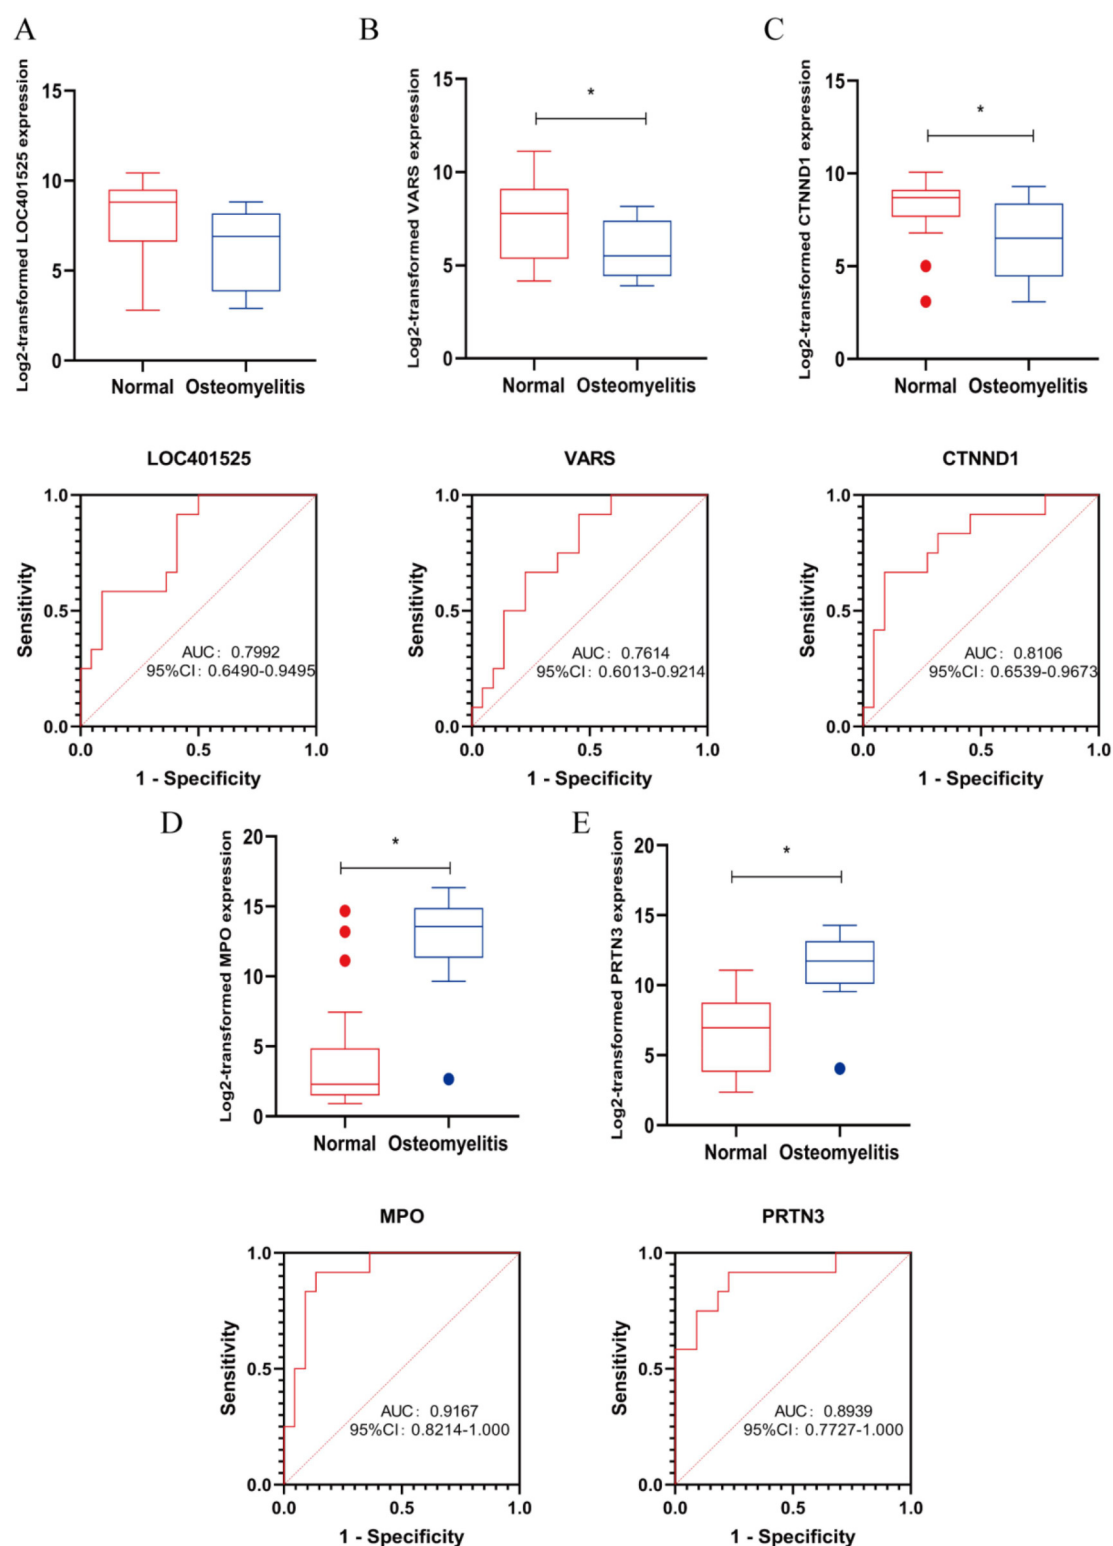 A
B
C
Log2-transformed LOC401525 expression
15
10
5
0
Normal Osteomyelitis
Log2-transformed VARS expression
15
*
10
5
0
Normal Osteomyelitis
Log2-transformed CTNND1 expression
15
*
10
5
0
Normal Osteomyelitis
LOC401525
Sensitivity
1.0
0.5
0.0
AUC: 0.7992
95%CI: 0.6490-0.9495
0.0 0.5 1.0
1 - Specificity
VARS
Sensitivity
1.0
0.5
0.0
AUC: 0.7614
95%CI: 0.6013-0.9214
0.0 0.5 1.0
1 - Specificity
CTNND1
Sensitivity
1.0
0.5
0.0
AUC: 0.8106
95%CI: 0.6539-0.9673
0.0 0.5 1.0
1 - Specificity
D
E
Log2-transformed MPO expression
20
*
15
10
5
0
Normal Osteomyelitis
Log2-transformed PRTN3 expression
20
*
15
10
5
0
Normal Osteomyelitis
MPO
Sensitivity
1.0
0.5
0.0
AUC: 0.9167
95%CI: 0.8214-1.000
0.0 0.5 1.0
1 - Specificity
PRTN3
Sensitivity
1.0
0.5
0.0
AUC: 0.8939
95%CI: 0.7727-1.000
0.0 0.5 1.0
1 - Specificity